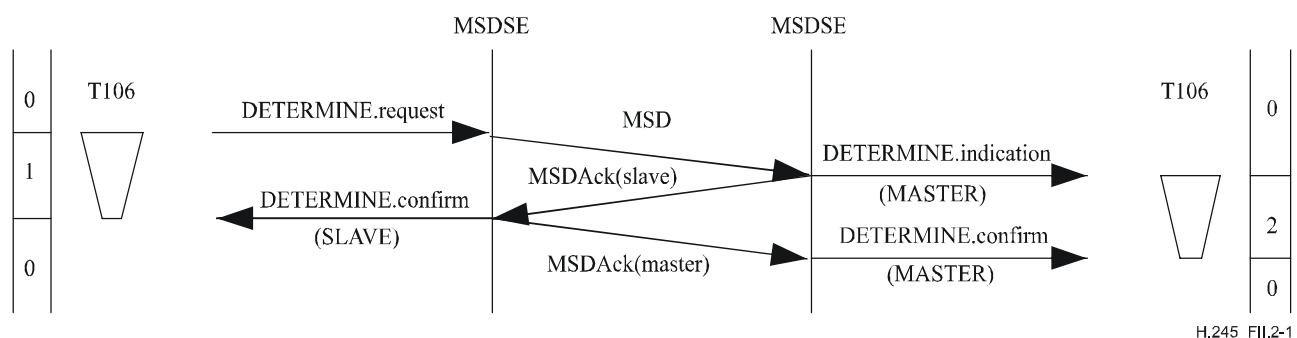 MSDSE MSDSE
0 T106 T106 0
DETERMINE.request MSD
1 MSDAck(slave) DETERMINE.indication
(MASTER)
DETERMINE.confirm DETERMINE.confirm 2
(SLAVE)
0 MSDAck(master) (MASTER)
0
H.245 FII.2-1